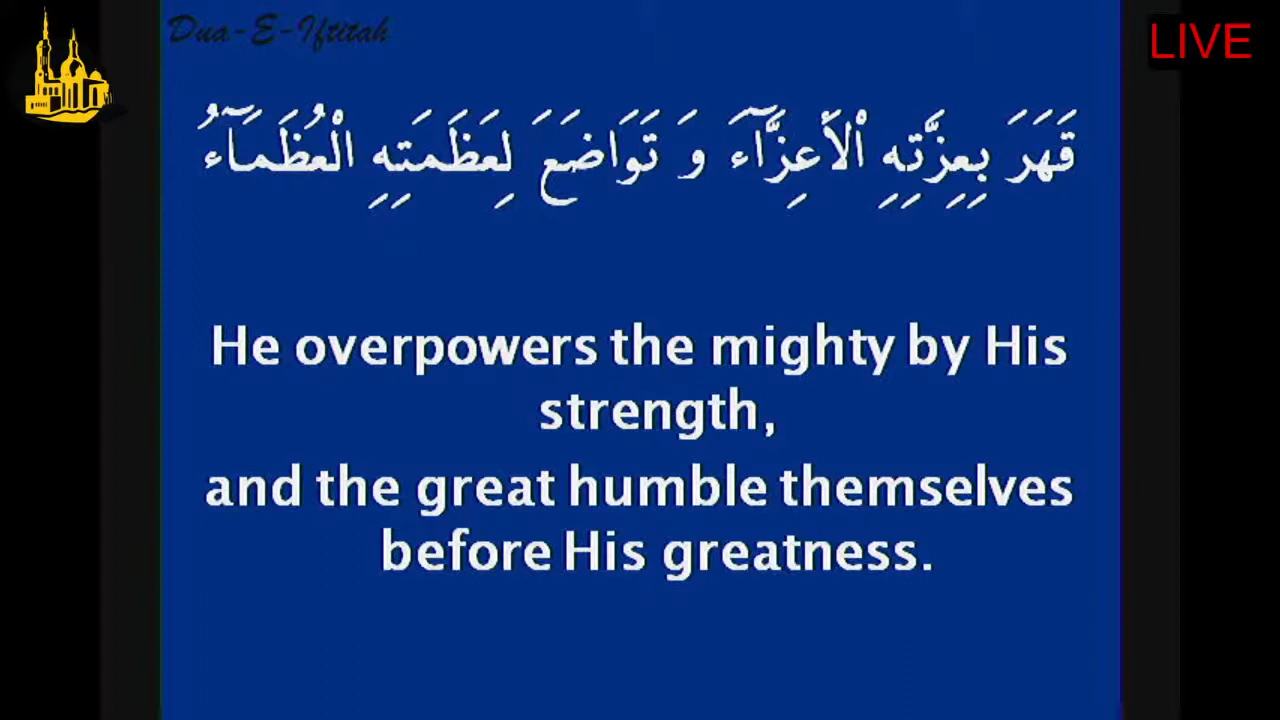 Dua-E-Iftitah
LIVE
قَهَرَ بِعِزَّتِهِ الْأَعِزَّآءَ وَ تَوَاضَعَ لِعَظَمَتِهِ الْعُظَمَآءُ
He overpowers the mighty by His
strength,
and the great humble themselves
before His greatness.